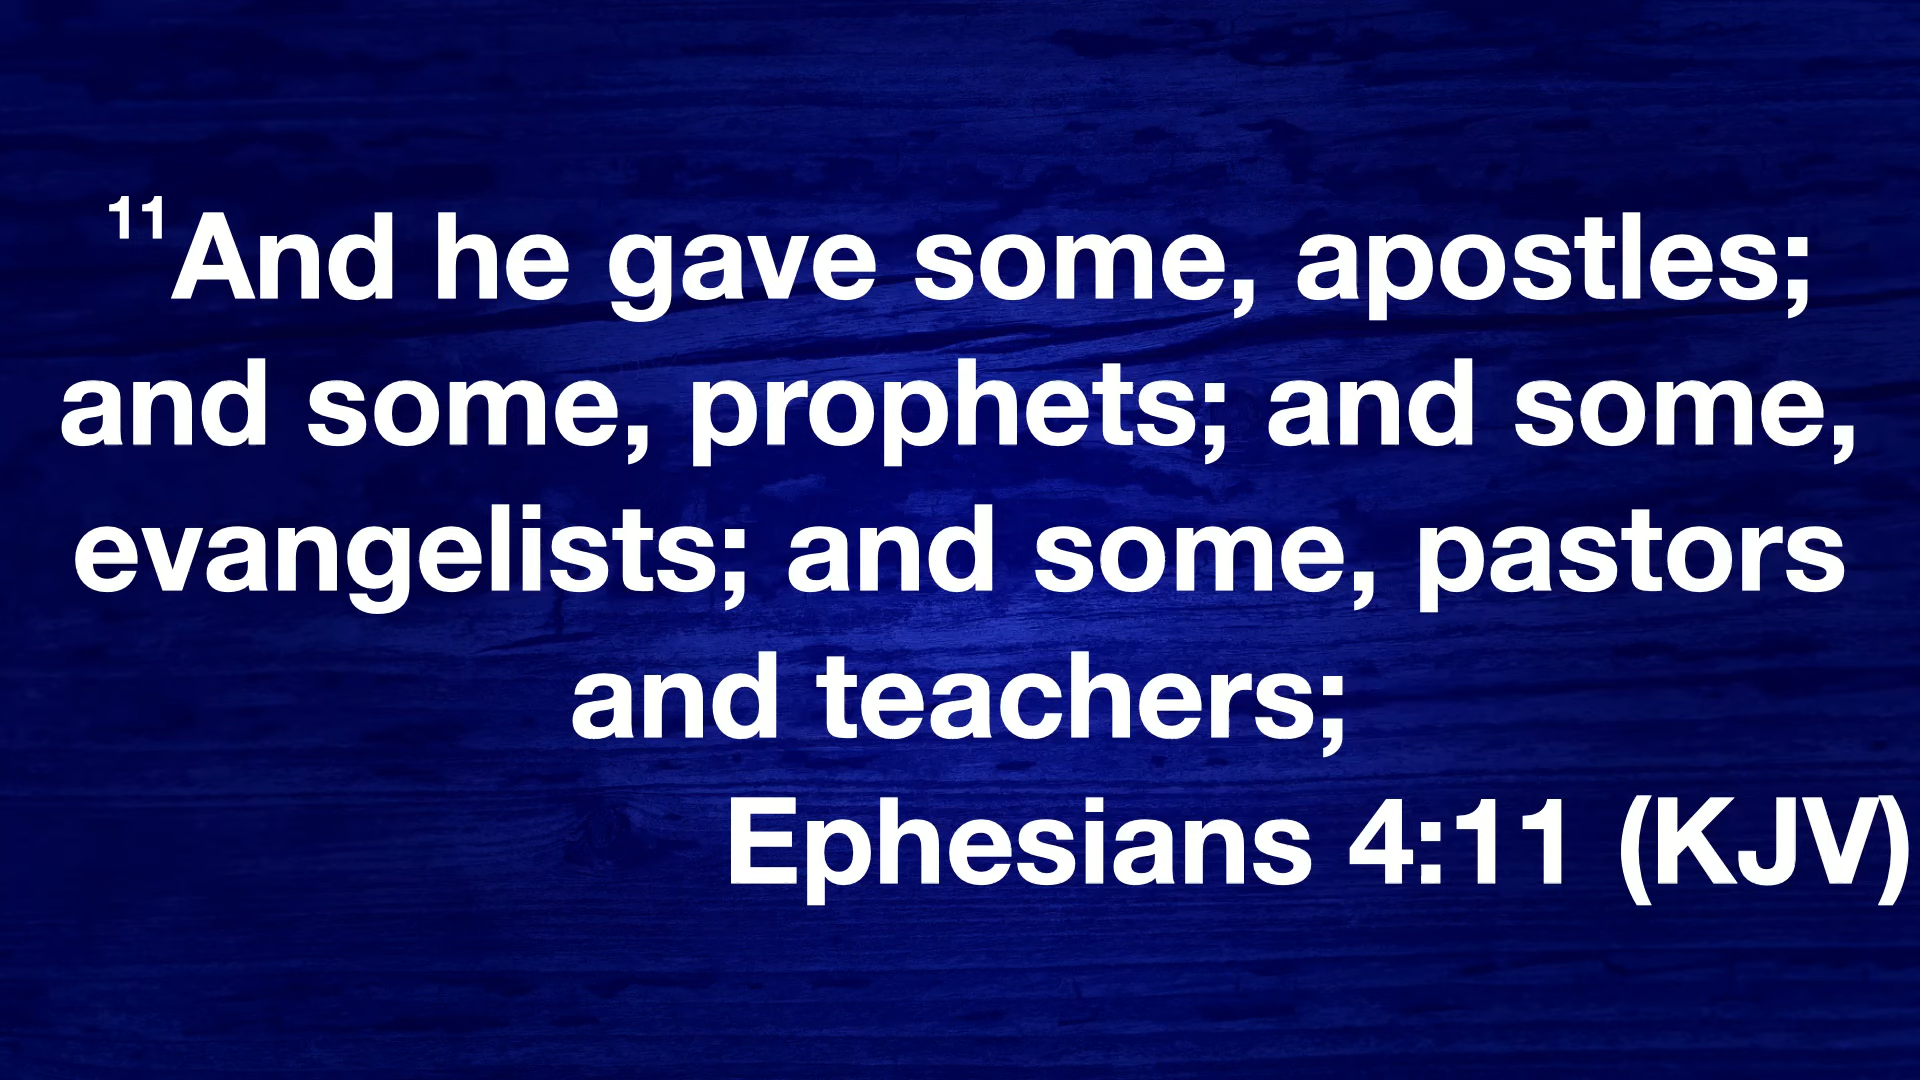 11And he gave some, apostles;
and some, prophets; and some,
evangelists; and some, pastors
and teachers;
Ephesians 4:11 (KJV)